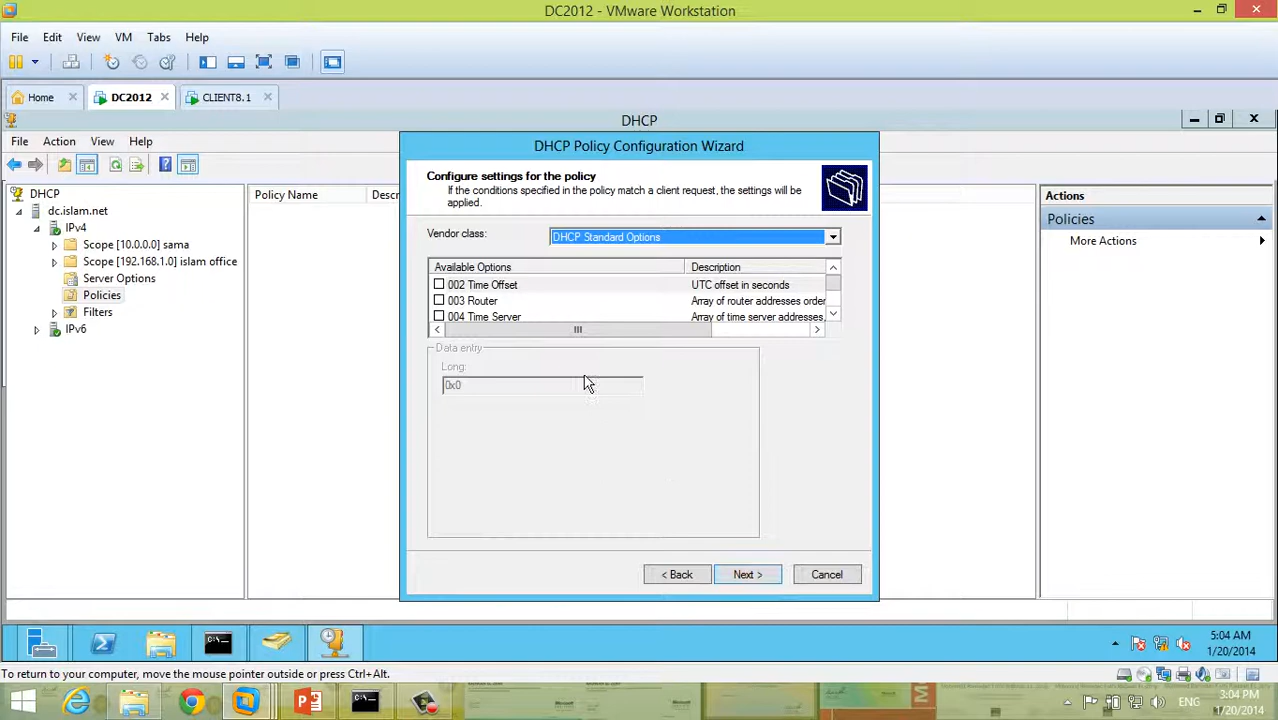 DC2012 - VMware Workstation
File Edit View VM Tabs Help
Home DC2012 CLIENT8.1
DHCP
File Action View Help
DHCP
dc.islam.net
IPv4
Scope [10.0.0.0] sama
Scope [192.168.1.0] islam office
Server Options
Policies
Filters
IPv6
Policy Name Descr
DHCP Policy Configuration Wizard
Configure settings for the policy
If the conditions specified in the policy match a client request, the settings will be
applied.
Vendor class: DHCP Standard Options
Available Options Description
002 Time Offset UTC offset in seconds
003 Router Array of router addresses order
004 Time Server Array of time server addresses,
Data entry
Long:
0x0
< Back Next > Cancel
Actions
Policies
More Actions
5:04 AM
1/20/2014
To return to your computer, move the mouse pointer outside or press Ctrl+Alt.
ENG
3:04 PM
1/20/2014